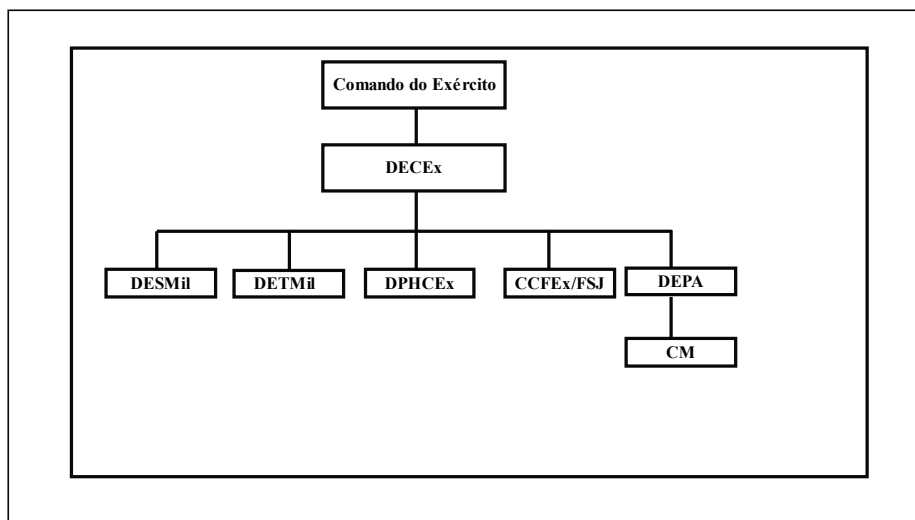 Comando do Exército
DECEx
DESMil
DETMil
DPHCEx
CCFEx/FSJ
DEPA
CM